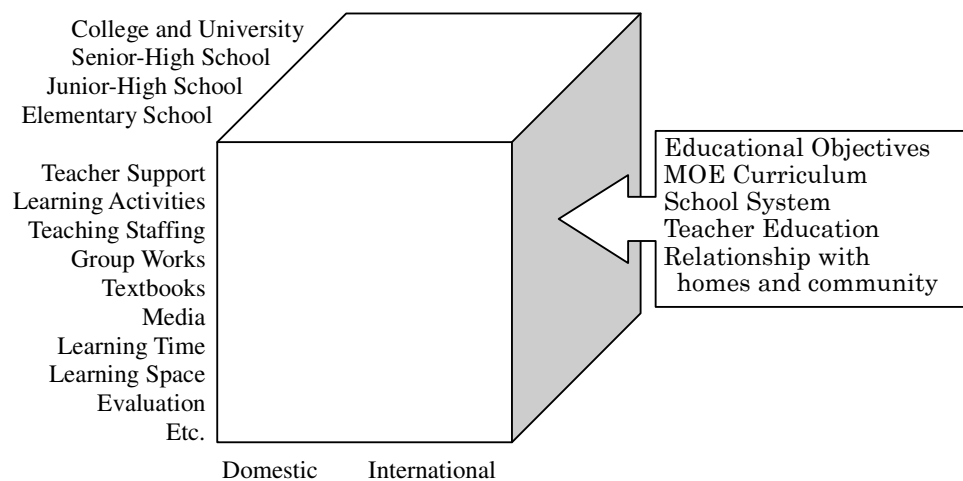 College and University
Senior-High School
Junior-High School
Elementary School
Teacher Support
Learning Activities
Teaching Staffing
Group Works
Textbooks
Media
Learning Time
Learning Space
Evaluation
Etc.
Domestic International
Educational Objectives
MOE Curriculum
School System
Teacher Education
Relationship with
homes and community